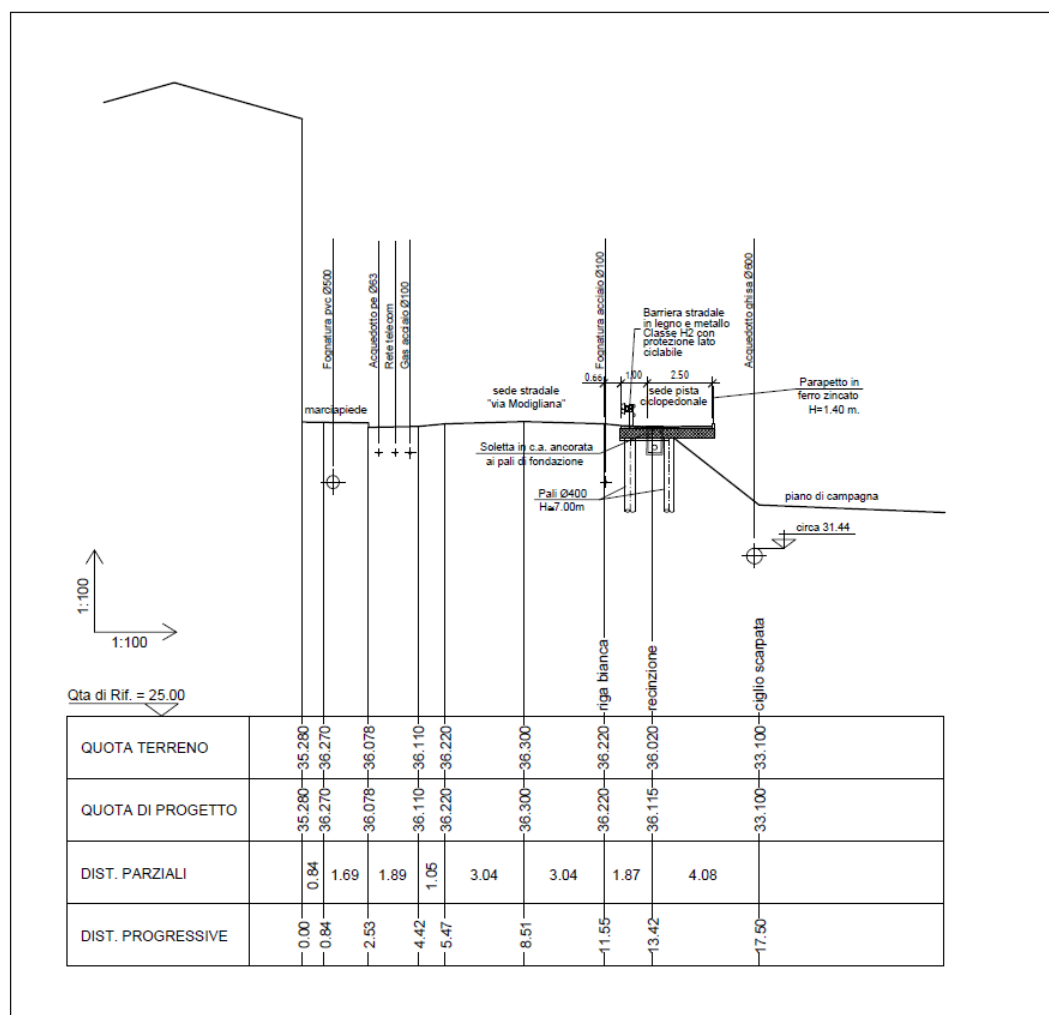 Fognatura pvc Ø500
Acquedotto pe Ø63
Rete telecom
Gas acciaio Ø100
Fognatura acciaio Ø100
Acquedotto ghisa Ø600
Barriera stradale
in legno e metallo
Classe H2 con
protezione lato
ciclabile
0.66
1.00
2.50
sede stradale
"via Modigliana"
sede pista
ciclopedonale
Parapetto in
ferro zincato
H=1.40 m.
marciapiede
Soletta in c.a. ancorata
ai pali di fondazione
Pali Ø400
H≃7.00m
piano di campagna
circa 31.44
1:100
1:100
riga bianca
recinzione
ciglio scarpata
Qta di Rif. = 25.00
QUOTA TERRENO 35.280 36.270 36.078 36.110 36.220 36.300 36.220 36.020 33.100
QUOTA DI PROGETTO 35.280 36.270 36.078 36.110 36.220 36.300 36.220 36.115 33.100
DIST. PARZIALI 0.84 1.69 1.89 1.05 3.04 3.04 1.87 4.08
DIST. PROGRESSIVE 0.00 0.84 2.53 4.42 5.47 8.51 11.55 13.42 17.50